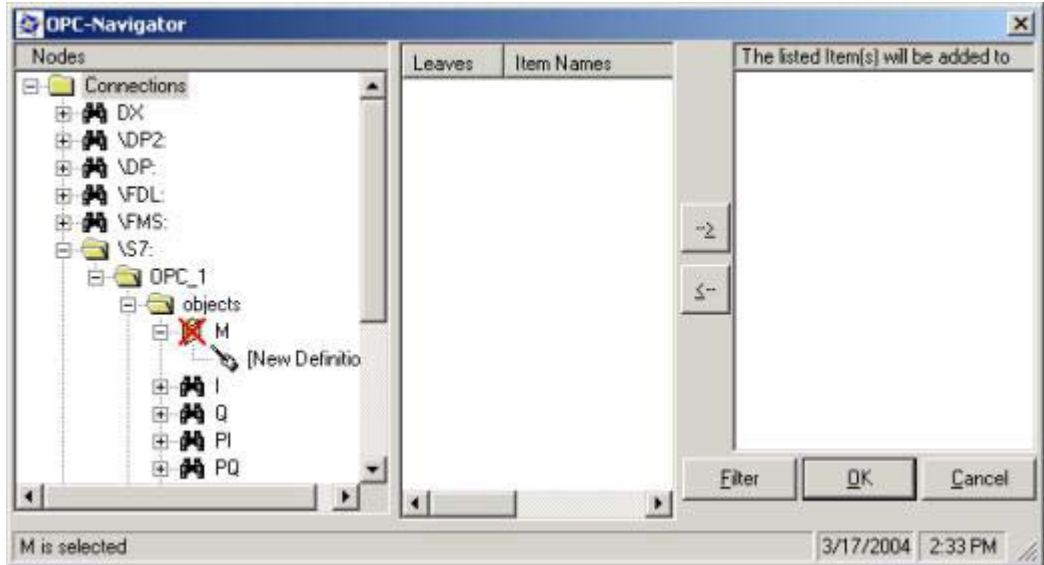 OPC-Navigator
Nodes
Connections
DX
\DP2:
\DP:
\FDL:
\FMS:
\S7:
OPC_1
objects
M
[New Definitio
I
Q
PI
PQ
Leaves Item Names
The listed Item(s) will be added to
-->
<--
Filter OK Cancel
M is selected 3/17/2004 2:33 PM